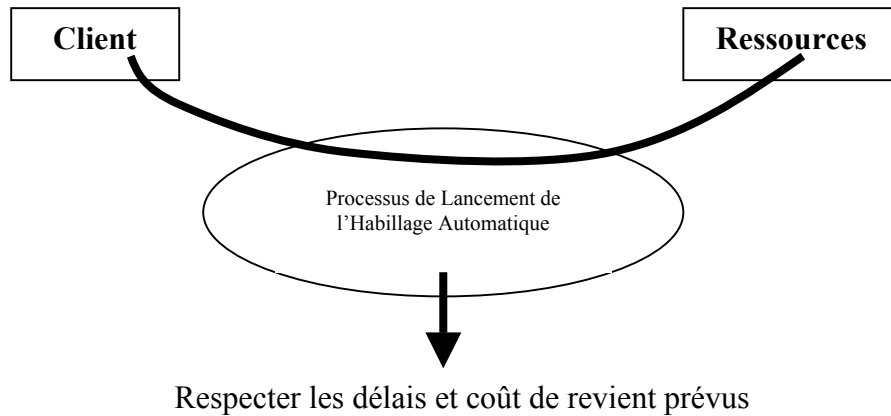 Client
Ressources
Processus de Lancement de
l’Habillage Automatique
Respecter les délais et coût de revient prévus